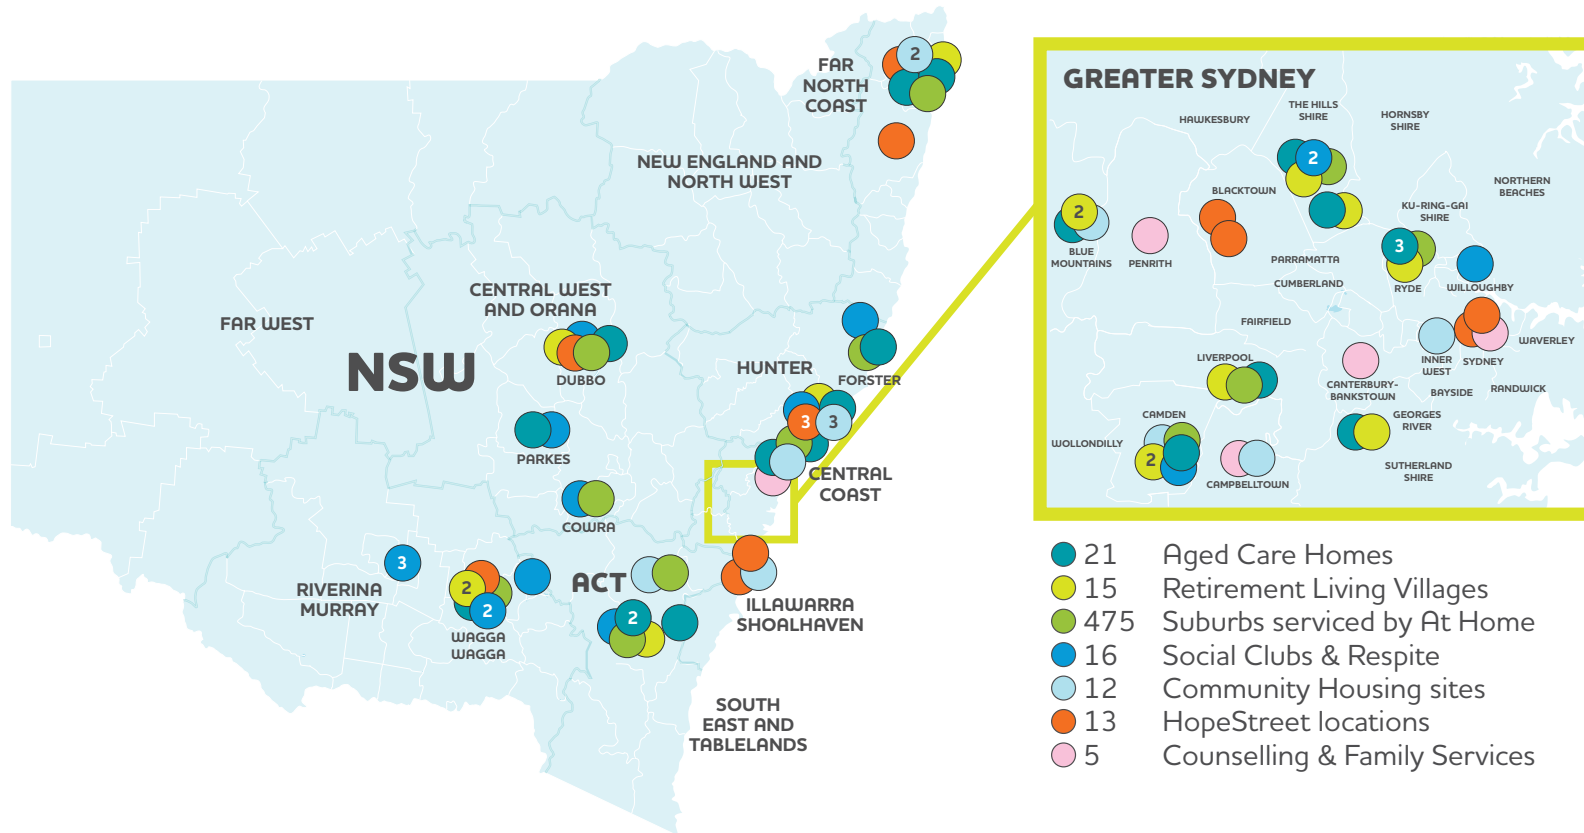 FAR
NORTH
COAST
2
NEW ENGLAND AND
NORTH WEST
CENTRAL WEST
AND ORANA
FAR WEST
NSW
DUBBO
HUNTER
FORSTER
3
3
PARKES
CENTRAL
COAST
COWRA
3
RIVERINA
MURRAY
2
2
WAGGA
WAGGA
ACT
2
ILLAWARRA
SHOALHAVEN
SOUTH
EAST AND
TABLELANDS
GREATER SYDNEY
THE HILLS
SHIRE
HAWKESBURY
HORNSBY
SHIRE
2
NORTHERN
BEACHES
BLACKTOWN
KU-RING-GAI
SHIRE
2
BLUE
MOUNTAINS
PENRITH
3
PARRAMATTA
RYDE
WILLOUGHBY
CUMBERLAND
FAIRFIELD
WAVERLEY
INNER
WEST
SYDNEY
LIVERPOOL
CANTERBURY-
BANKSTOWN
BAYSIDE
RANDWICK
CAMDEN
GEORGES
RIVER
WOLLONDILLY
2
SUTHERLAND
SHIRE
CAMPBELLTOWN
21 Aged Care Homes
15 Retirement Living Villages
475 Suburbs serviced by At Home
16 Social Clubs & Respite
12 Community Housing sites
13 HopeStreet locations
5 Counselling & Family Services